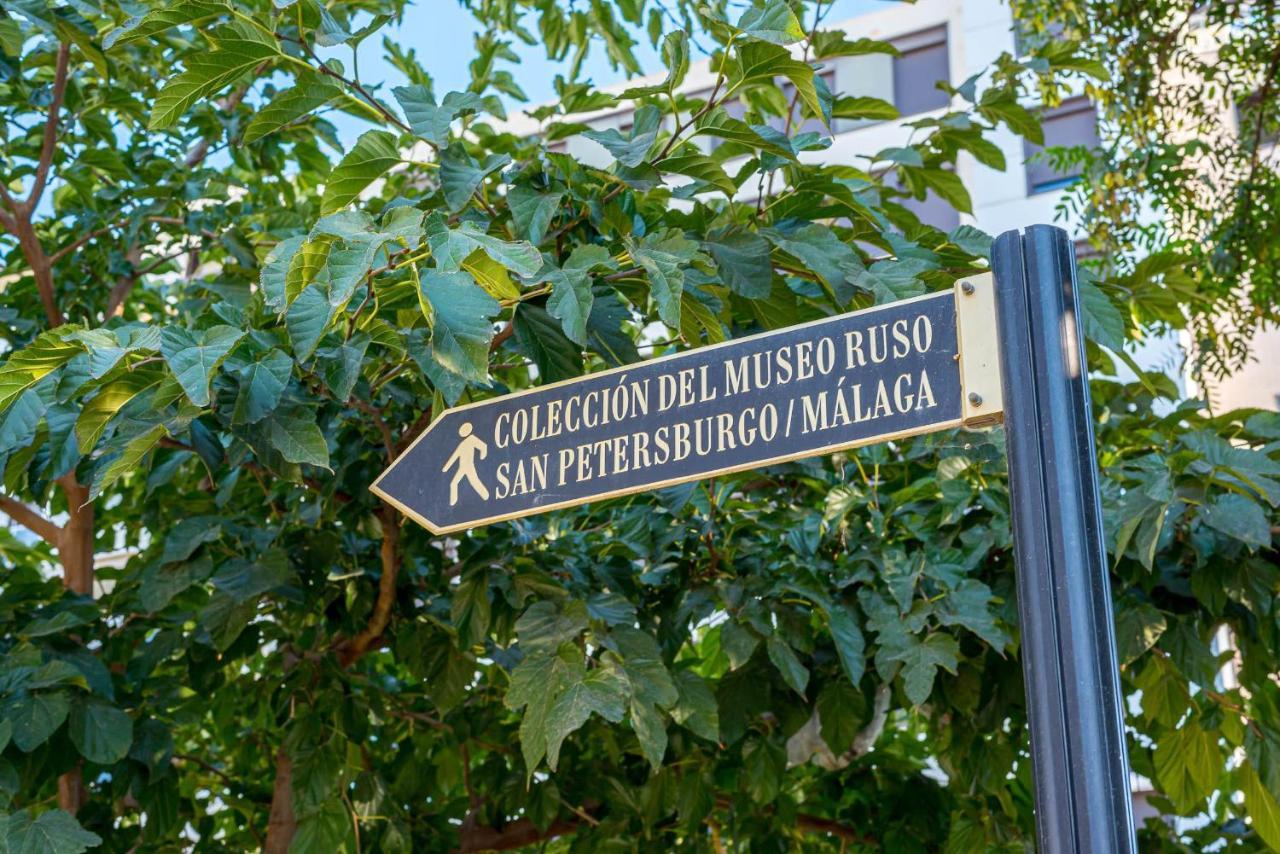 COLECCIÓN DEL MUSEO RUSO
SAN PETERSBURGO / MÁLAGA